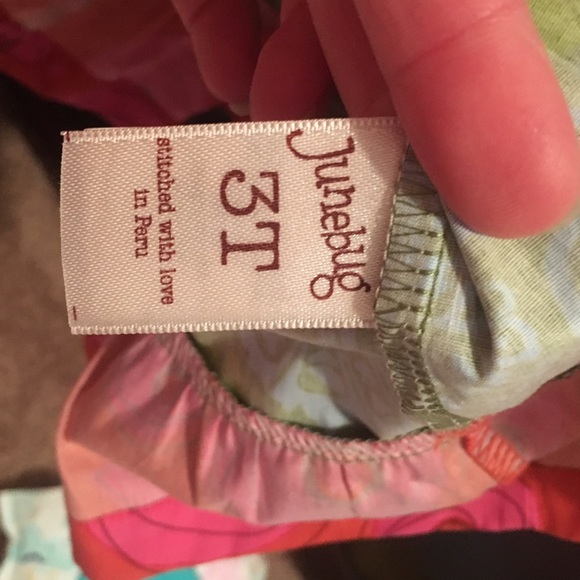 Junebug
3T
stitched with love
in Peru